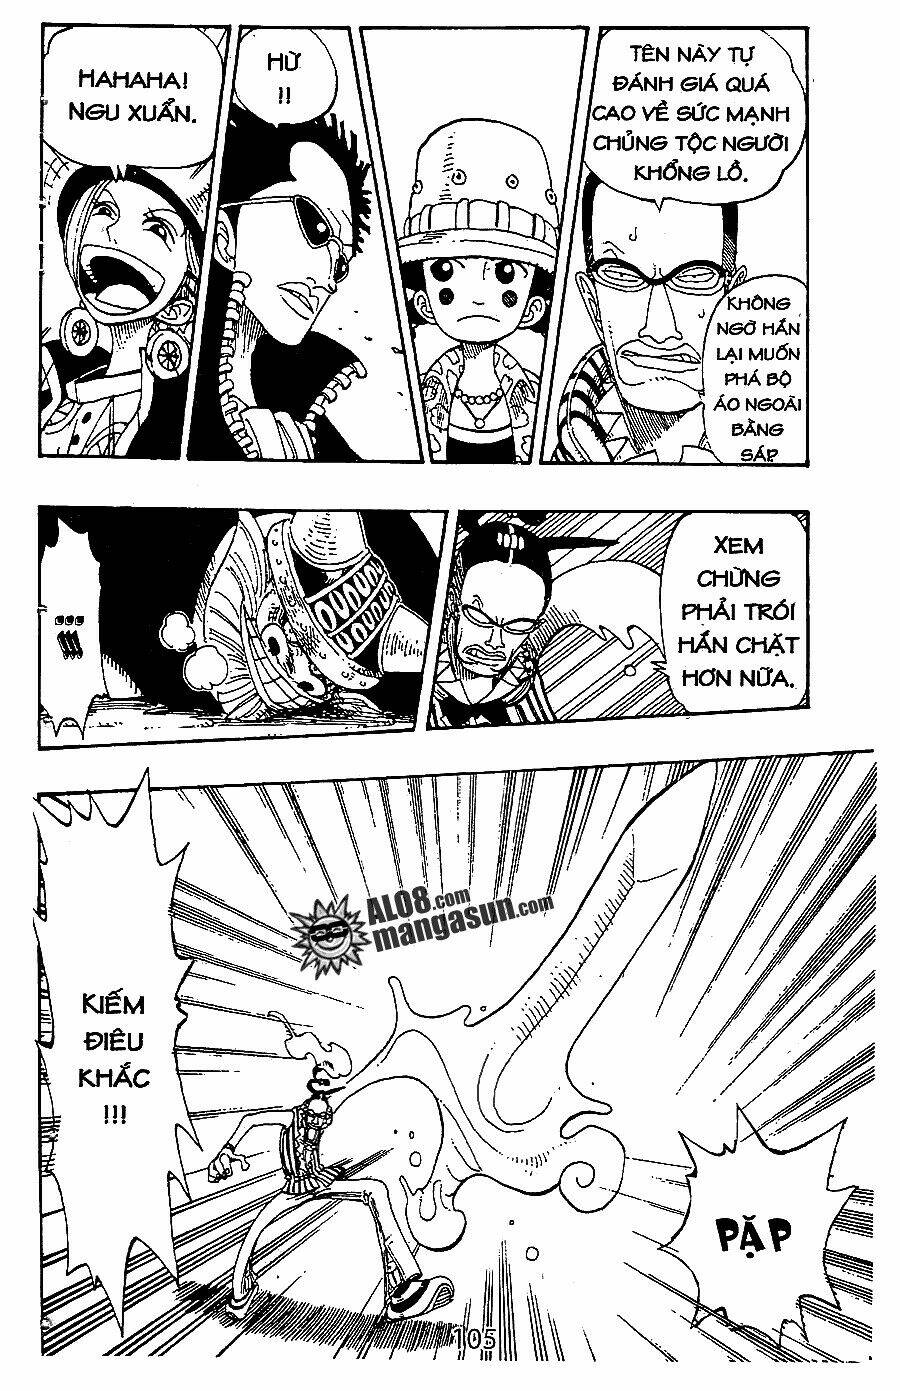 TÊN NÀY TỰ
ĐÁNH GIÁ QUÁ
CAO VỀ SỨC MẠNH
CHỦNG TỘC NGƯỜI
KHỔNG LỒ.
KHÔNG
NGỜ HẮN
LẠI MUỐN
PHÁ BỘ
ÁO NGOÀI
BẰNG
SÁP.
HỪ
!!
HAHAHA!
NGU XUẨN.
XEM
CHỪNG
PHẢI TRÓI
HẮN CHẶT
HƠN NỮA.
...
!!!
AL08.com
mangasun.com
KIẾM
ĐIÊU
KHẮC
!!!
PẶP
105